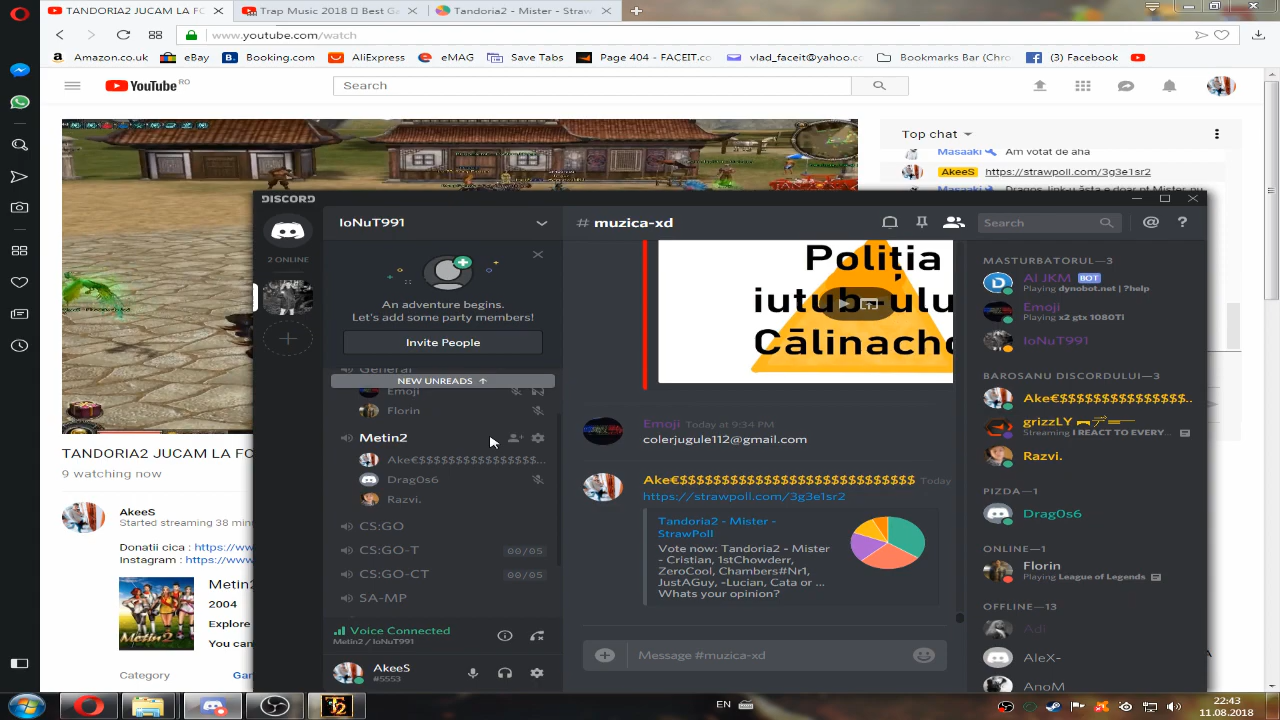 TANDORIA2 JUCAM LA FC
Trap Music 2018
Best G
Tandoria2 - Mister - Straw
www.youtube.com/watch
Amazon.co.uk
eBay
Booking.com
AliExpress
eMAG
Save Tabs
Page 404 - FACEIT.c...
vlad_faceit@yahoo.c...
Bookmarks Bar (Chro
(3) Facebook
YouTube RO
Search
Top chat
Masaaki Am votat de aha
AkeeS https://strawpoll.com/3g3e1sr2
DISCORD
IoNuT991
# muzica-xd
Search
2 ONLINE
An adventure begins.
Let's add some party members!
Invite People
General
NEW UNREADS
Emoji
Florin
Metin2
Ake€$$$$$$$$$$$$$$$...
Drag0s6
Razvi.
CS:GO
CS:GO-T 00/05
CS:GO-CT 00/05
SA-MP
Voice Connected
Metin2 / IoNuT991
AkeeS
#5553
Poliția
iutub
ului
Călinacho
Emoji Today at 9:34 PM
colerjugule112@gmail.com
Ake€$$$$$$$$$$$$$$$$$$$$$$$$$$ Today
https://strawpoll.com/3g3e1sr2
Tandoria2 - Mister -
StrawPoll
Vote now: Tandoria2 - Mister
- Cristian, 1stChowderr,
ZeroCool, Chambers#Nr1,
JustAGuy, -Lucian, Cata or ...
Whats your opinion?
Message #muzica-xd
MASTURBATORUL—3
AI JKM BOT
Playing dynobot.net | ?help
Emoji
Playing x2 gtx 1080TI
IoNuT991
BAROSANU DISCORDULUI—3
Ake€$$$$$$$$$$$$$$$..
grizzLY
Streaming I REACT TO EVERY...
Razvi.
PIZDA—1
Drag0s6
ONLINE—1
Florin
Playing League of Legends
OFFLINE—13
Adi
AleX-
AnoM
TANDORIA2 JUCAM LA FC
9 watching now
AkeeS
Started streaming 38 min
Donatii cica : https://ww
Instagram : https://ww
Metin2
Metin2
2004
Explore
You can
Category
Gar
EN
22:43
11.08.2018